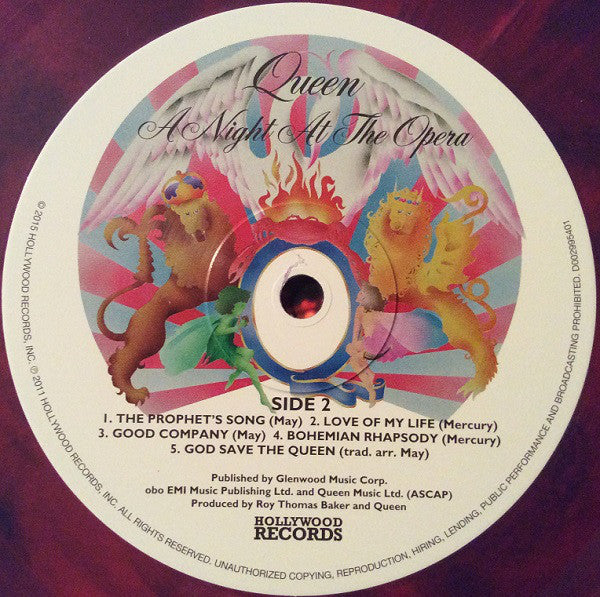 Queen
A Night At The Opera
SIDE 2
1. THE PROPHET'S SONG (May) 2. LOVE OF MY LIFE (Mercury)
3. GOOD COMPANY (May) 4. BOHEMIAN RHAPSODY (Mercury)
5. GOD SAVE THE QUEEN (trad. arr. May)
Published by Glenwood Music Corp.
obo EMI Music Publishing Ltd. and Queen Music Ltd. (ASCAP)
Produced by Roy Thomas Baker and Queen
HOLLYWOOD
RECORDS
© 2015 HOLLYWOOD RECORDS, INC. ℗ 2011 HOLLYWOOD RECORDS, INC. ALL RIGHTS RESERVED. UNAUTHORIZED COPYING, REPRODUCTION, HIRING, LENDING, PUBLIC PERFORMANCE AND BROADCASTING PROHIBITED. D002995401